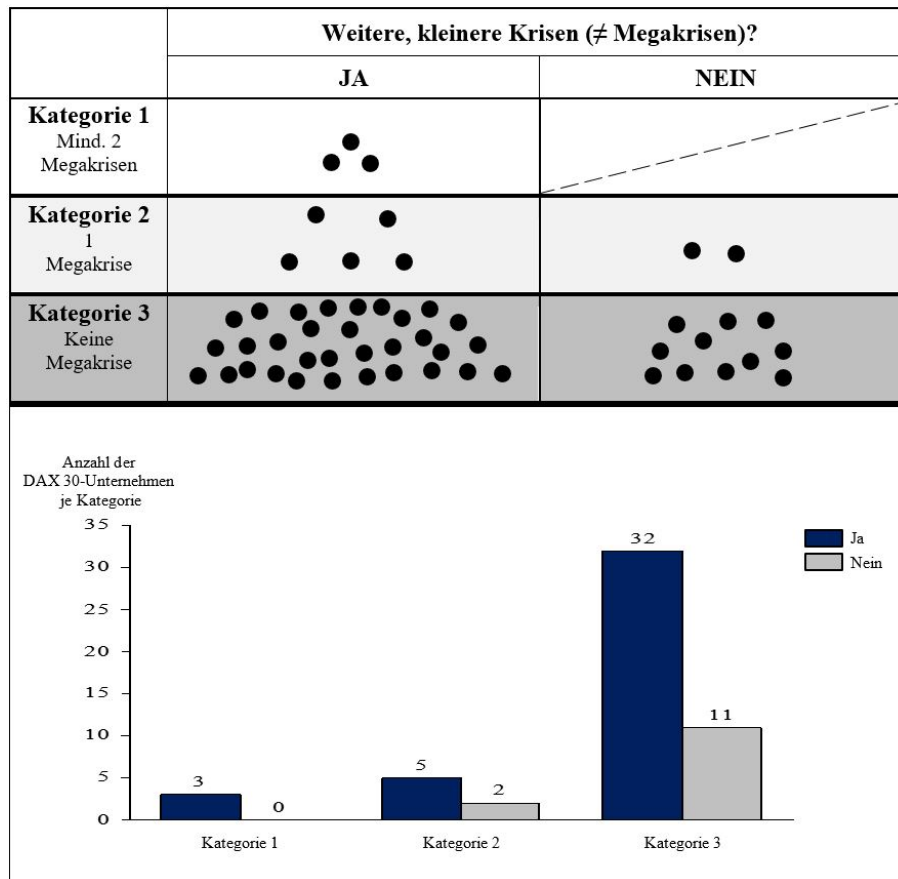 Weitere, kleinere Krisen (≠ Megakrisen)?
JA
NEIN
Kategorie 1
Mind. 2
Megakrisen
Kategorie 2
1
Megakrise
Kategorie 3
Keine
Megakrise
Anzahl der
DAX 30-Unternehmen
je Kategorie
35
30
25
20
15
10
5
0
3
0
5
2
32
11
Kategorie 1
Kategorie 2
Kategorie 3
Ja
Nein